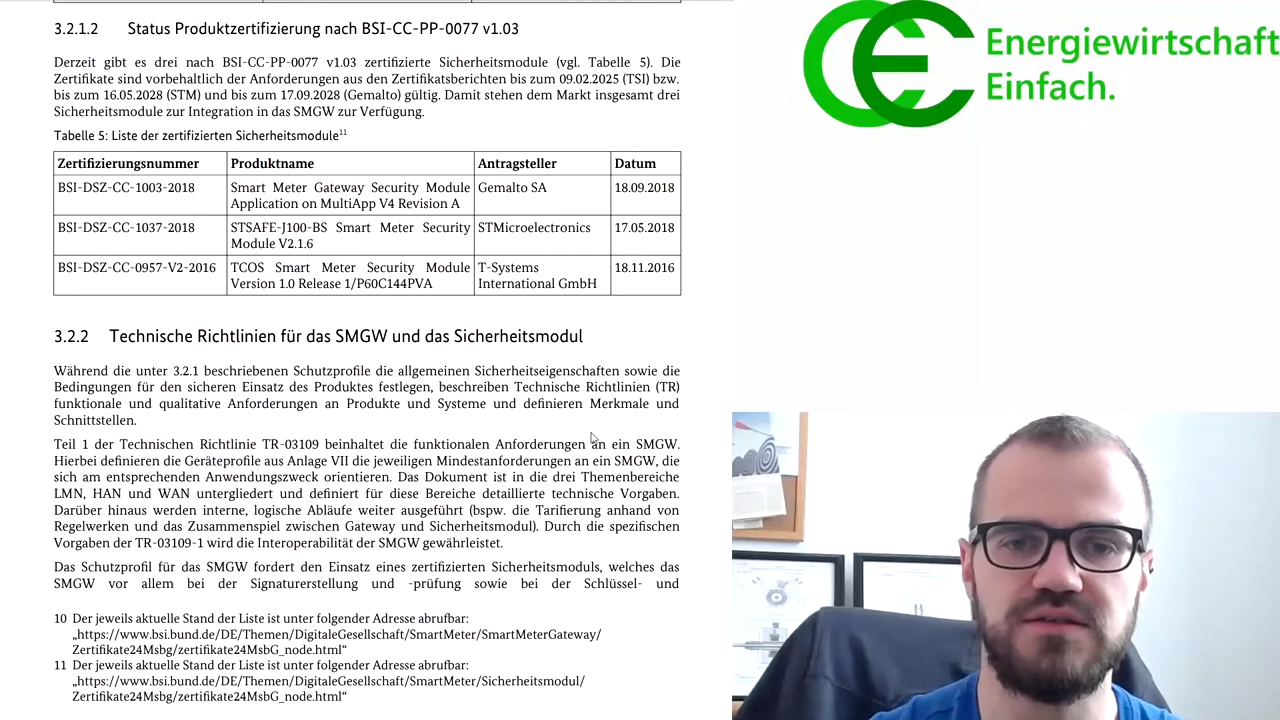 3.2.1.2 Status Produktzertifizierung nach BSI-CC-PP-0077 v1.03
Derzeit gibt es drei nach BSI-CC-PP-0077 v1.03 zertifizierte Sicherheitsmodule (vgl. Tabelle 5). Die
Zertifikate sind vorbehaltlich der Anforderungen aus den Zertifikatsberichten bis zum 09.02.2025 (TSI) bzw.
bis zum 16.05.2028 (STM) und bis zum 17.09.2028 (Gemalto) gültig. Damit stehen dem Markt insgesamt drei
Sicherheitsmodule zur Integration in das SMGW zur Verfügung.
Tabelle 5: Liste der zertifizierten Sicherheitsmodule11
Zertifizierungsnummer Produktname Antragsteller Datum
BSI-DSZ-CC-1003-2018 Smart Meter Gateway Security Module Gemalto SA 18.09.2018
Application on MultiApp V4 Revision A
BSI-DSZ-CC-1037-2018 STSAFE-J100-BS Smart Meter Security STMicroelectronics 17.05.2018
Module V2.1.6
BSI-DSZ-CC-0957-V2-2016 TCOS Smart Meter Security Module T-Systems 18.11.2016
Version 1.0 Release 1/P60C144PVA International GmbH
3.2.2 Technische Richtlinien für das SMGW und das Sicherheitsmodul
Während die unter 3.2.1 beschriebenen Schutzprofile die allgemeinen Sicherheitseigenschaften sowie die
Bedingungen für den sicheren Einsatz des Produktes festlegen, beschreiben Technische Richtlinien (TR)
funktionale und qualitative Anforderungen an Produkte und Systeme und definieren Merkmale und
Schnittstellen.
Teil 1 der Technischen Richtlinie TR-03109 beinhaltet die funktionalen Anforderungen an ein SMGW.
Hierbei definieren die Geräteprofile aus Anlage VII die jeweiligen Mindestanforderungen an ein SMGW, die
sich am entsprechenden Anwendungszweck orientieren. Das Dokument ist in die drei Themenbereiche
LMN, HAN und WAN untergliedert und definiert für diese Bereiche detaillierte technische Vorgaben.
Darüber hinaus werden interne, logische Abläufe weiter ausgeführt (bspw. die Tarifierung anhand von
Regelwerken und das Zusammenspiel zwischen Gateway und Sicherheitsmodul). Durch die spezifischen
Vorgaben der TR-03109-1 wird die Interoperabilität der SMGW gewährleistet.
Das Schutzprofil für das SMGW fordert den Einsatz eines zertifizierten Sicherheitsmoduls, welches das
SMGW vor allem bei der Signaturerstellung und -prüfung sowie bei der Schlüssel- und
10 Der jeweils aktuelle Stand der Liste ist unter folgender Adresse abrufbar:
„https://www.bsi.bund.de/DE/Themen/DigitaleGesellschaft/SmartMeter/SmartMeterGateway/
Zertifikate24Msbg/zertifikate24MsbG_node.html“
11 Der jeweils aktuelle Stand der Liste ist unter folgender Adresse abrufbar:
„https://www.bsi.bund.de/DE/Themen/DigitaleGesellschaft/SmartMeter/Sicherheitsmodul/
Zertifikate24Msbg/zertifikate24MsbG_node.html“
Energiewirtschaft
Einfach.